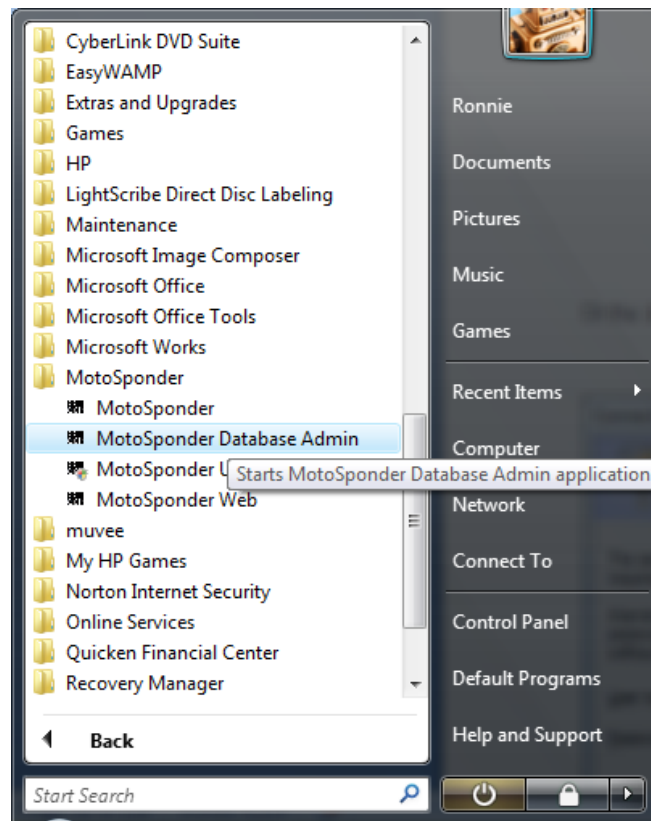 CyberLink DVD Suite
EasyWAMP
Extras and Upgrades
Games
HP
LightScribe Direct Disc Labeling
Maintenance
Microsoft Image Composer
Microsoft Office
Microsoft Office Tools
Microsoft Works
MotoSponder
MotoSponder
MotoSponder Database Admin
MotoSponder U
Starts MotoSponder Database Admin application
MotoSponder Web
muvee
My HP Games
Norton Internet Security
Online Services
Quicken Financial Center
Recovery Manager
Back
Start Search
Ronnie
Documents
Pictures
Music
Games
Recent Items
Computer
Network
Connect To
Control Panel
Default Programs
Help and Support